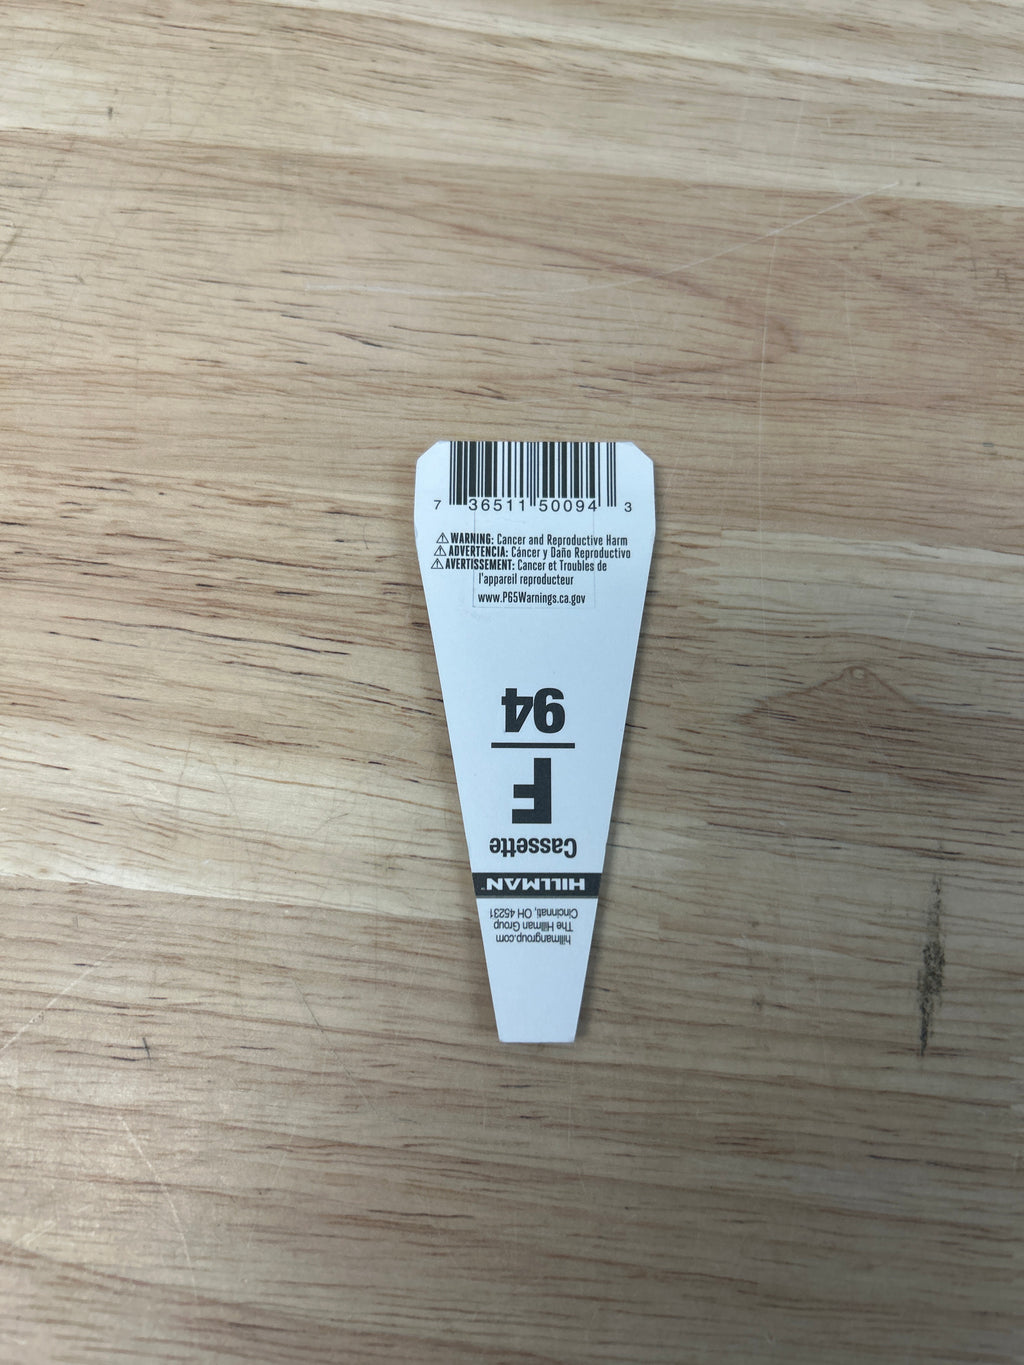 7 36511 50094 3
⚠ WARNING: Cancer and Reproductive Harm
⚠ ADVERTENCIA: Cáncer y Daño Reproductivo
⚠ AVERTISSEMENT: Cancer et Troubles de
l'appareil reproducteur
www.P65Warnings.ca.gov
hillmangroup.com
The Hillman Group
Cincinnati, OH 45231
HILLMAN
Cassette
F
94